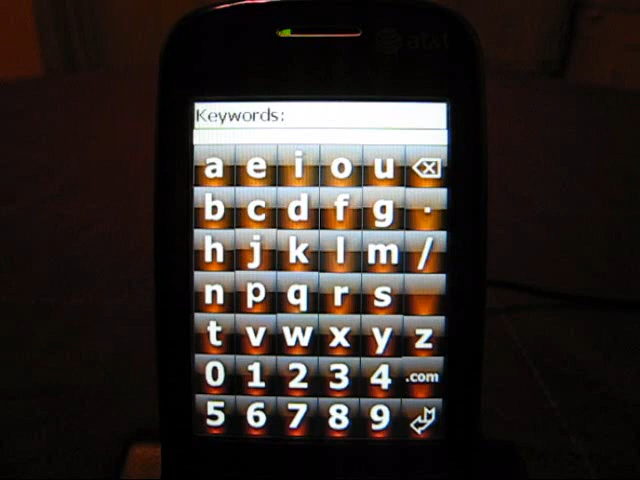 at&t
Keywords:
a e i o u
b c d f g .
h j k l m /
n p q r s
t v w x y z
0 1 2 3 4 .com
5 6 7 8 9